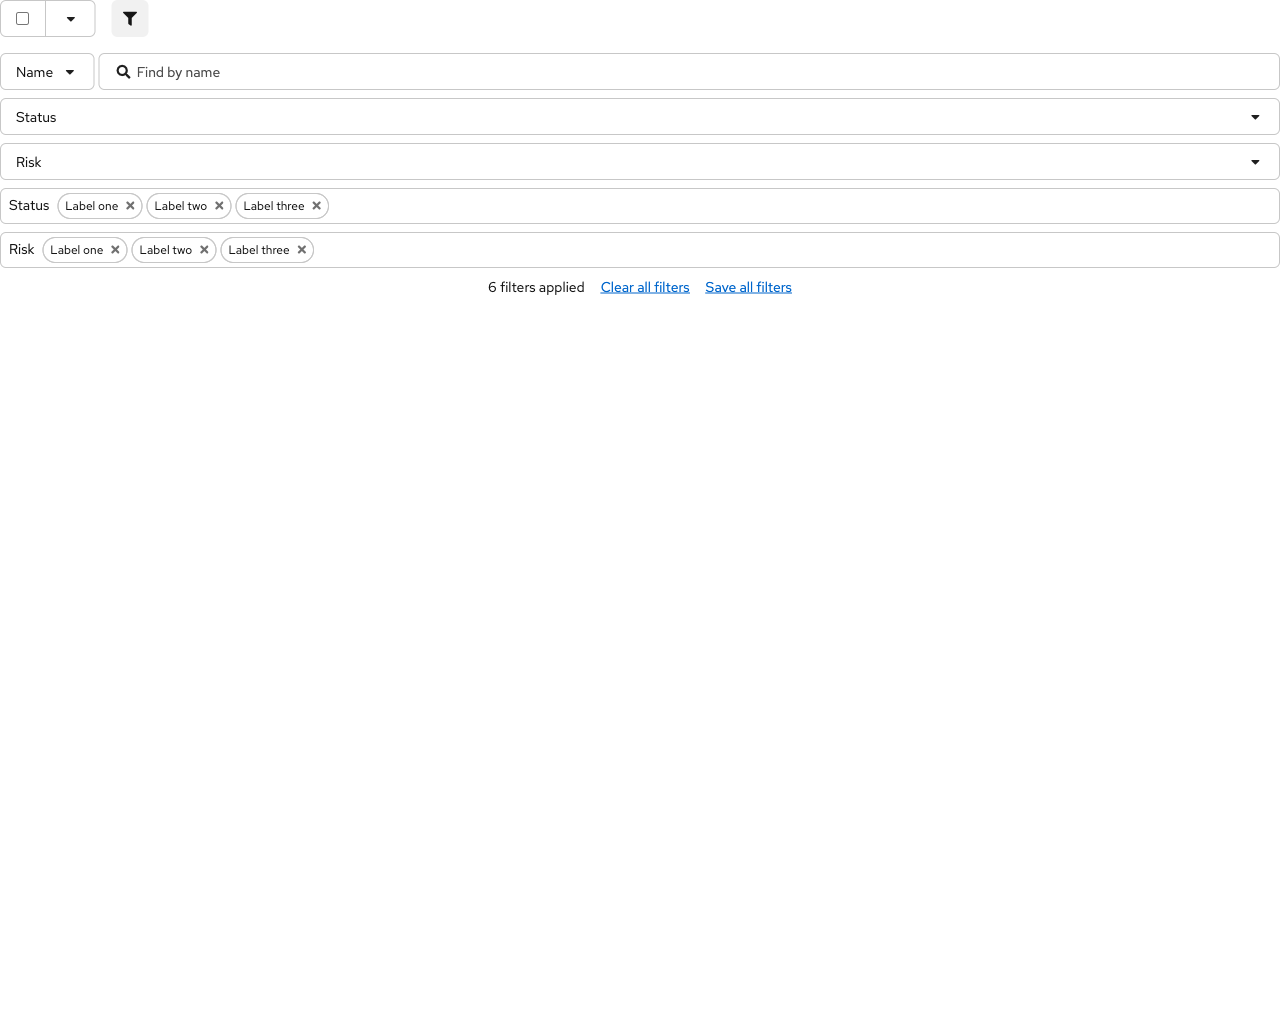 Name Find by name
Status
Risk
Status Label one Label two Label three
Risk Label one Label two Label three
6 filters applied Clear all filters Save all filters